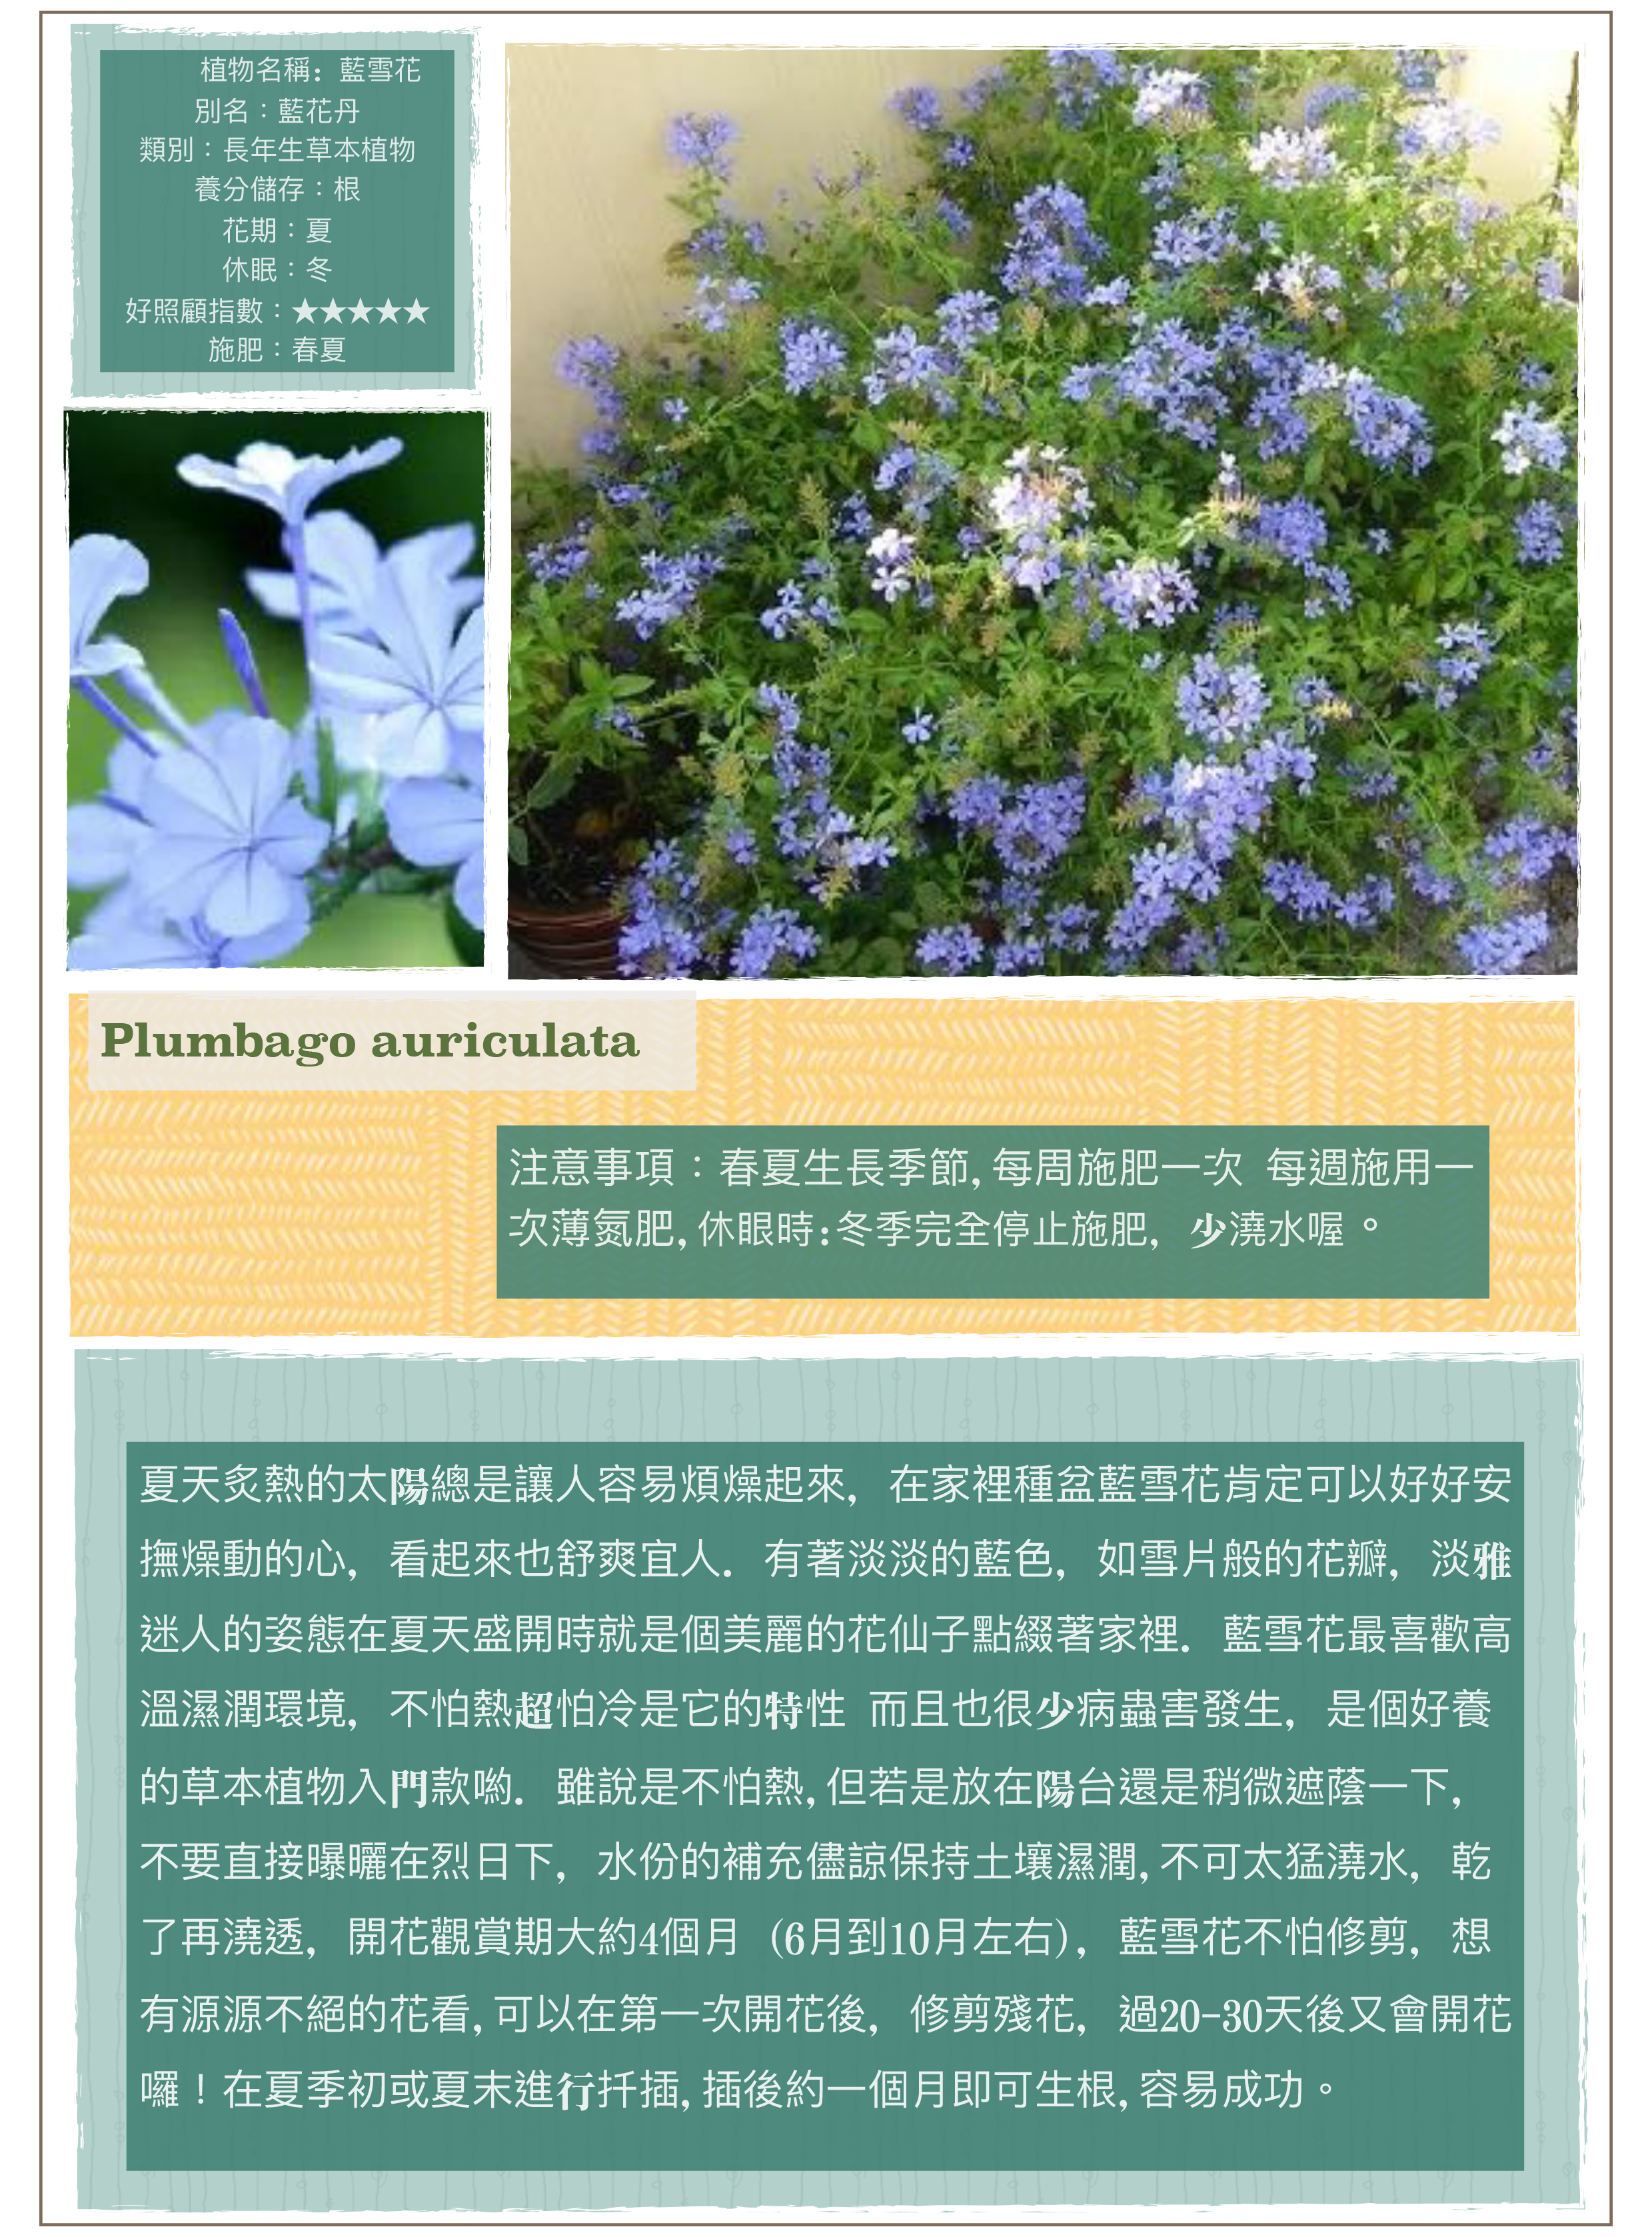 植物名稱: 藍雪花
別名：藍花丹
類別：長年生草本植物
養分儲存：根
花期：夏
休眠：冬
好照顧指數：★★★★★
施肥：春夏
Plumbago auriculata
注意事項：春夏生長季節,每周施肥一次 每週施用一
次薄氮肥,休眼時:冬季完全停止施肥, 少澆水喔。
夏天炙熱的太陽總是讓人容易煩燥起來, 在家裡種盆藍雪花肯定可以好好安
撫燥動的心, 看起來也舒爽宜人. 有著淡淡的藍色, 如雪片般的花瓣, 淡雅
迷人的姿態在夏天盛開時就是個美麗的花仙子點綴著家裡. 藍雪花最喜歡高
溫濕潤環境, 不怕熱超怕冷是它的特性 而且也很少病蟲害發生, 是個好養
的草本植物入門款喲. 雖說是不怕熱,但若是放在陽台還是稍微遮蔭一下,
不要直接曝曬在烈日下, 水份的補充儘諒保持土壤濕潤,不可太猛澆水, 乾
了再澆透, 開花觀賞期大約4個月 (6月到10月左右), 藍雪花不怕修剪, 想
有源源不絕的花看,可以在第一次開花後, 修剪殘花, 過20-30天後又會開花
囉！在夏季初或夏末進行扦插,插後約一個月即可生根,容易成功。